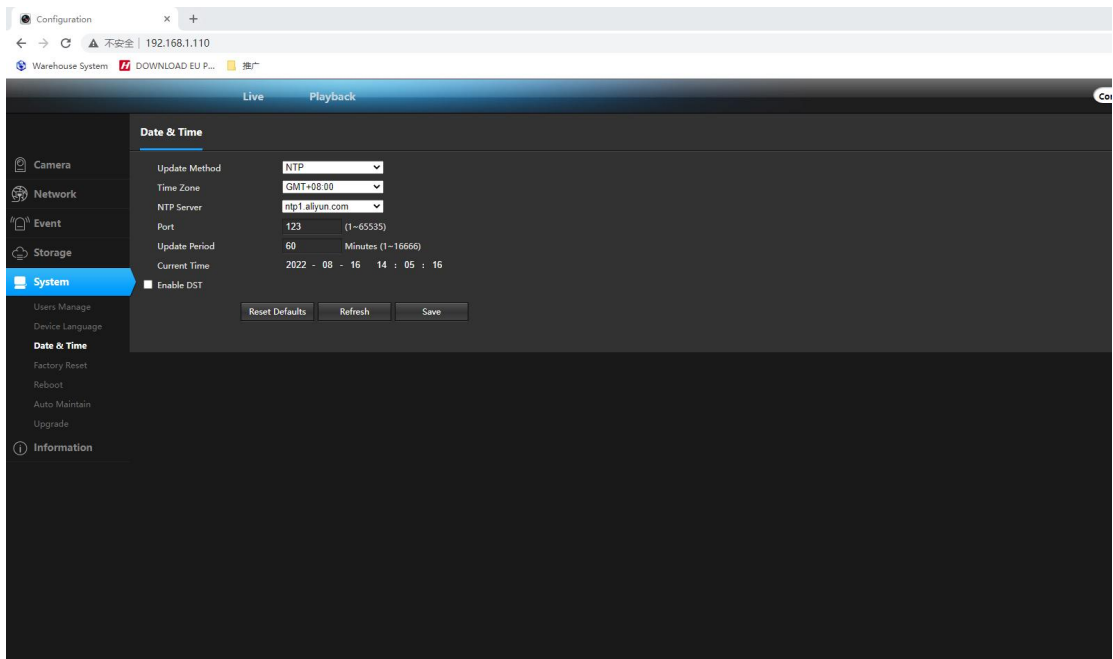 Configuration
不安全 192.168.1.110
Warehouse System DOWNLOAD EU P... 推广
Live Playback
Date & Time
Camera
Network
Event
Storage
System
Users Manage
Device Language
Date & Time
Factory Reset
Reboot
Auto Maintain
Upgrade
Information
Update Method NTP
Time Zone GMT+08:00
NTP Server ntp1.aliyun.com
Port 123 (1~65535)
Update Period 60 Minutes (1~16666)
Current Time 2022 - 08 - 16 14 : 05 : 16
Enable DST
Reset Defaults Refresh Save